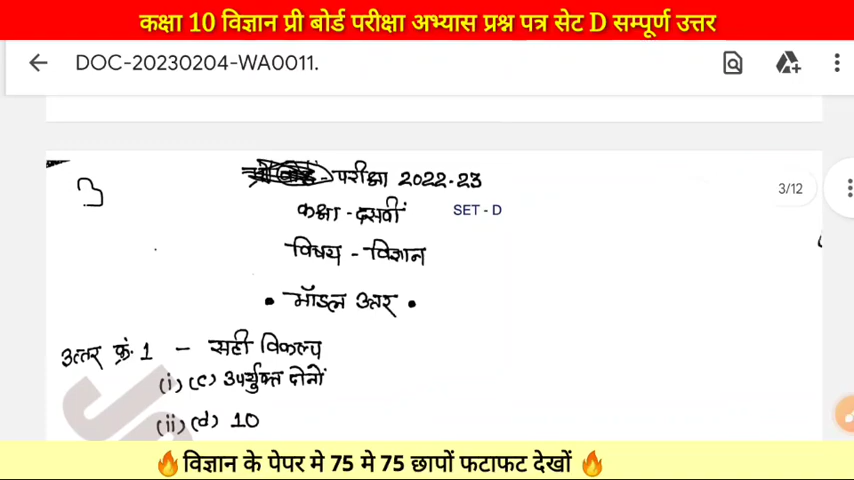 कक्षा 10 विज्ञान प्री बोर्ड परीक्षा अभ्यास प्रश्न पत्र सेट D सम्पूर्ण उत्तर
DOC-20230204-WA0011.
3
परीक्षा 2022-23
3/12
कक्षा - दसवीं
SET - D
विषय - विज्ञान
• मॉडल उत्तर •
उत्तर क्रं. 1 - सही विकल्प
(i) (c) उपर्युक्त दोनों
(ii) (d) 10
🔥विज्ञान के पेपर मे 75 मे 75 छापों फटाफट देखों 🔥